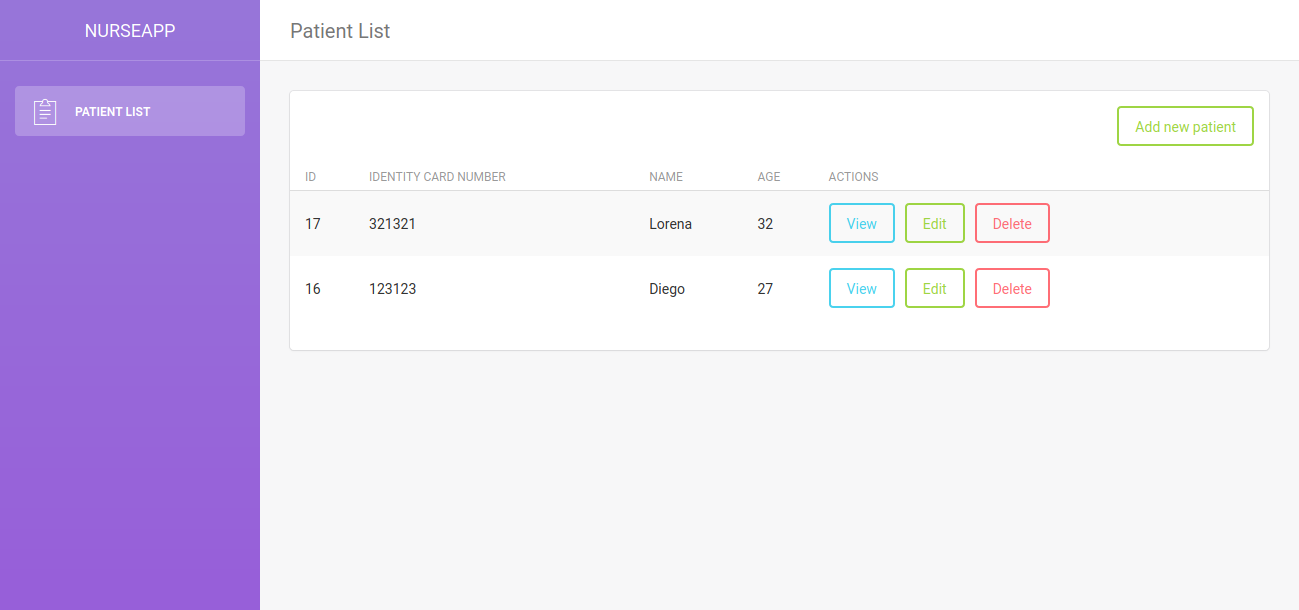 NURSEAPP
Patient List
PATIENT LIST
Add new patient
ID IDENTITY CARD NUMBER NAME AGE ACTIONS
17 321321 Lorena 32 View Edit Delete
16 123123 Diego 27 View Edit Delete